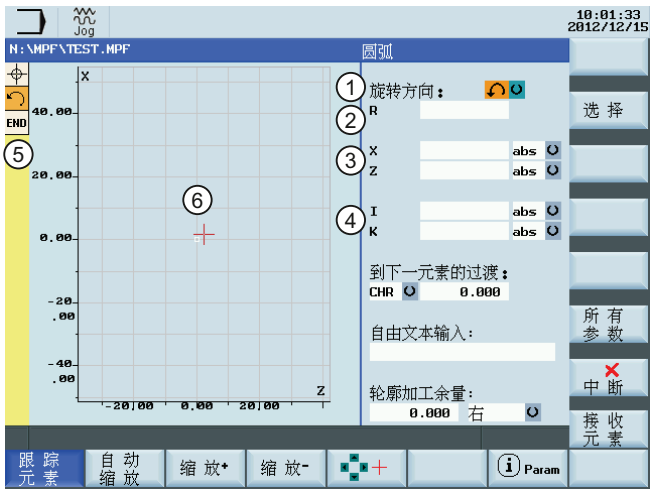 Jog
10:01:33
2012/12/15
N:\MPF\TEST.MPF
圆弧
X
40.00
END
20.00
0.00
-20
.00
-40
.00
Z
-20.00
0.00
20.00
⑤
⑥
① 旋转方向:
② R
③ X abs
Z abs
④ I abs
K abs
到下一元素的过渡:
CHR 0.000
自由文本输入:
轮廓加工余量:
0.000 右
选择
所有
参数
中断
接收
元素
跟踪
元素
自动
缩放
缩放+
缩放-
i Param